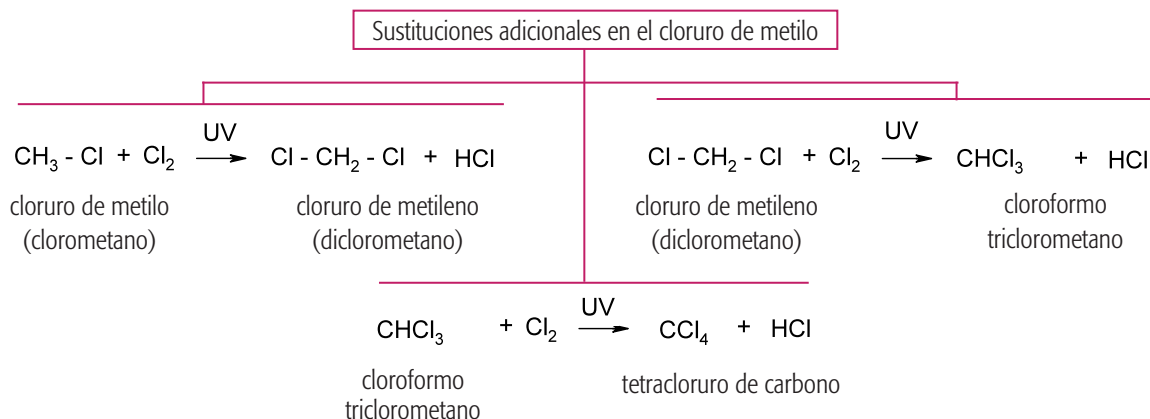 Sustituciones adicionales en el cloruro de metilo
UV
CH₃ - Cl + Cl₂ → Cl - CH₂ - Cl + HCl
cloruro de metilo
(clorometano)
cloruro de metileno
(diclorometano)
UV
Cl - CH₂ - Cl + Cl₂ → CHCl₃ + HCl
cloruro de metileno
(diclorometano)
cloroformo
triclorometano
UV
CHCl₃ + Cl₂ → CCl₄ + HCl
cloroformo
triclorometano
tetracloruro de carbono